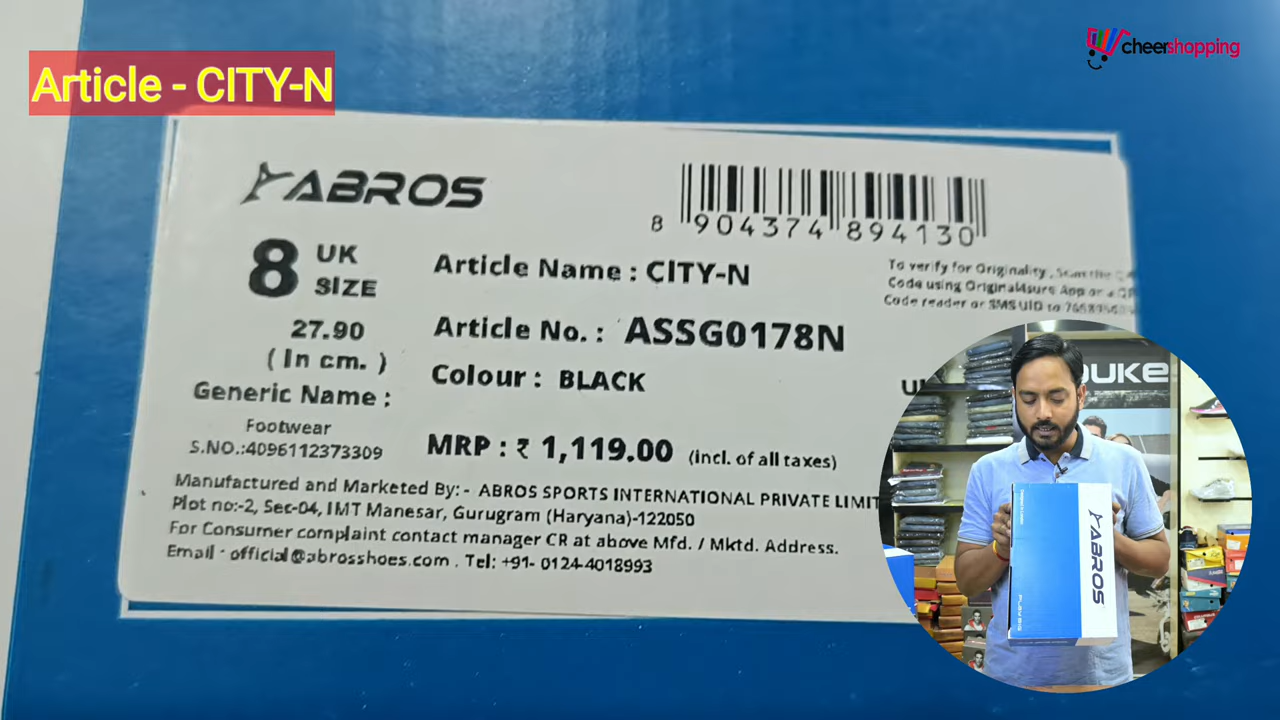 Article - CITY-N
cheershopping
ABROS
8 904374 894130
8 UK SIZE
27.90
( In cm. )
Generic Name :
Footwear
S.NO.:4096112373309
Article Name : CITY-N
Article No. : ASSG0178N
Colour : BLACK
MRP : ₹ 1,119.00 (incl. of all taxes)
To verify for Originality , Scan the
Code using OriginalAsure App or a QR
Code reader or SMS UID to
Manufactured and Marketed By: - ABROS SPORTS INTERNATIONAL PRIVATE LIMIT
Plot no:-2, Sec-04, IMT Manesar, Gurugram (Haryana)-122050
For Consumer complaint contact manager CR at above Mfd. / Mktd. Address.
Email : official@abrosshoes.com . Tel: +91- 0124-4018993
UKE
ABROS